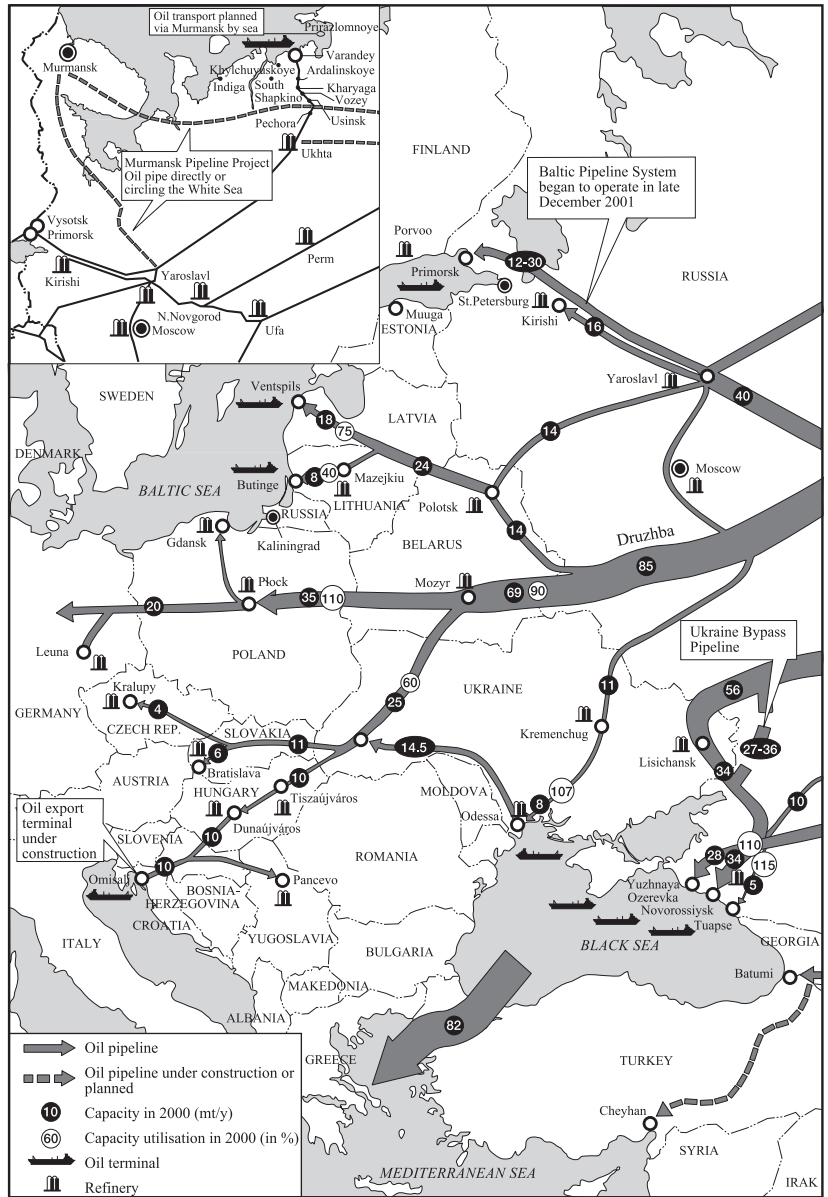 Oil transport planned
via Murmansk by sea
Prirazlomnoye
Murmansk
Varandey
Khylchuyuskoye
Ardalinskoye
Indiga
South
Shapkino
Kharyaga
Vozey
Pechora
Usinsk
Ukhta
Murmansk Pipeline Project
Oil pipe directly or
circling the White Sea
Vysotsk
Primorsk
Kirishi
Yaroslavl
Perm
N.Novgorod
Moscow
Ufa
FINLAND
Baltic Pipeline System
began to operate in late
December 2001
Porvoo
12-30
RUSSIA
Primorsk
St.Petersburg
Kirishi
Muuga
ESTONIA
16
Yaroslavl
40
SWEDEN
Ventspils
LATVIA
18
75
14
DENMARK
24
Moscow
BALTIC SEA
Butinge
8
40
Mazejkiu
LITHUANIA
Polotsk
RUSSIA
Gdansk
Kaliningrad
BELARUS
14
Druzhba
85
Płock
Mozyr
20
35
110
69
90
Leuna
POLAND
Ukraine Bypass
Pipeline
60
25
UKRAINE
11
56
Kralupy
4
GERMANY
CZECH REP.
SLOVAKIA
6
11
14.5
Kremenchug
Lisichansk
27-36
34
Bratislava
AUSTRIA
10
HUNGARY
Tiszaújváros
MOLDOVA
8
107
10
Oil export
terminal
under
construction
Dunaújváros
Odessa
SLOVENIA
10
10
Omisalj
ROMANIA
28
34
110
115
5
BOSNIA-
HERZEGOVINA
Pancevo
Yuzhnaya
Ozerevka
Novorossiysk
Tuapse
CROATIA
ITALY
YUGOSLAVIA
BULGARIA
BLACK SEA
GEORGIA
Batumi
MAKEDONIA
ALBANIA
82
GREECE
TURKEY
Cheyhan
SYRIA
MEDITERRANEAN SEA
IRAK
Oil pipeline
Oil pipeline under construction or
planned
10
Capacity in 2000 (mt/y)
60
Capacity utilisation in 2000 (in %)
Oil terminal
Refinery